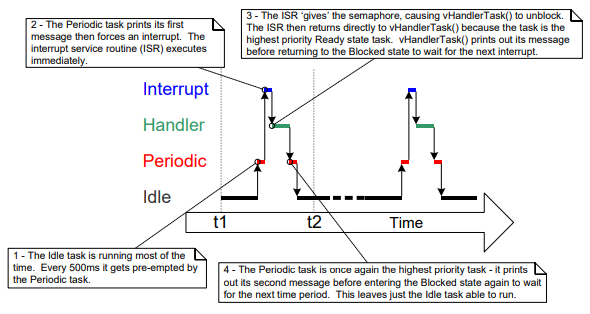 2 - The Periodic task prints its first
message then forces an interrupt.  The
interrupt service routine (ISR) executes
immediately.
3 - The ISR ‘gives’ the semaphore, causing vHandlerTask() to unblock.
The ISR then returns directly to vHandlerTask() because the task is the
highest priority Ready state task.  vHandlerTask() prints out its message
before returning to the Blocked state to wait for the next interrupt.
Interrupt
Handler
Periodic
Idle
t1
t2
Time
1 - The Idle task is running most of the
time.  Every 500ms it gets pre-empted by
the Periodic task.
4 - The Periodic task is once again the highest priority task - it prints
out its second message before entering the Blocked state again to wait
for the next time period.  This leaves just the Idle task able to run.